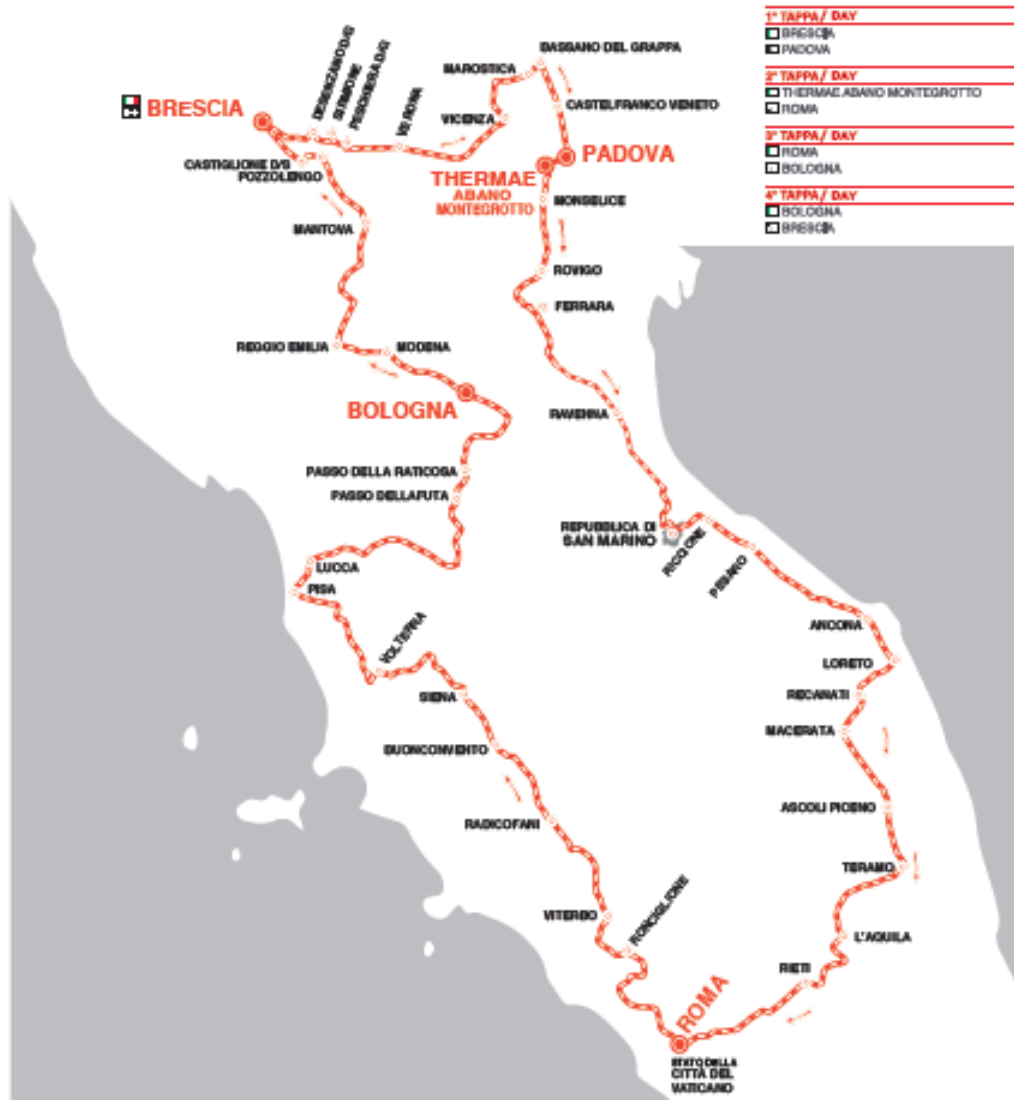 1ª TAPPA/ DAY
BRESCIA
PADOVA
2ª TAPPA/ DAY
THERMAE ABANO MONTEGROTTO
ROMA
3ª TAPPA/ DAY
ROMA
BOLOGNA
4ª TAPPA/ DAY
BOLOGNA
BRESCIA
BRESCIA
DESENZANO D/G
SIRMIONE
PESCHIERA D/G
VERONA
VICENZA
MAROSTICA
BASSANO DEL GRAPPA
CASTELFRANCO VENETO
PADOVA
THERMAE
ABANO
MONTEGROTTO
MONSELICE
ROVIGO
FERRARA
RAVENNA
REPUBBLICA DI
SAN MARINO
RICCIONE
PESARO
ANCONA
LORETO
RECANATI
MACERATA
ASCOLI PICENO
TERAMO
L'AQUILA
RIETI
ROMA
STATO DELLA
CITTÀ DEL
VATICANO
RONCIGLIONE
VITERBO
RADICOFANI
BUONCONVENTO
SIENA
VOLTERRA
PISA
LUCCA
PASSO DELLA FUTA
PASSO DELLA RATICOSA
BOLOGNA
MODENA
REGGIO EMILIA
MANTOVA
CASTIGLIONE D/S
POZZOLENGO